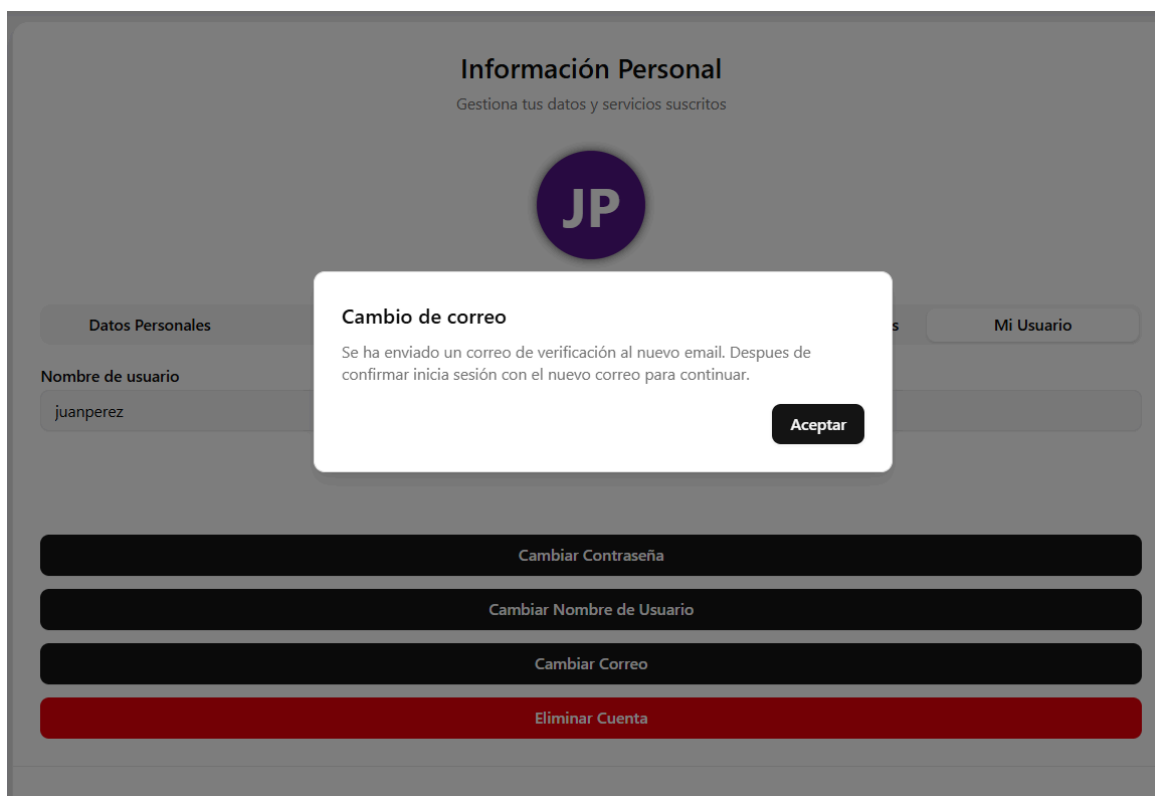 Información Personal
Gestiona tus datos y servicios suscritos
JP
Datos Personales
s
Mi Usuario
Cambio de correo
Se ha enviado un correo de verificación al nuevo email. Despues de
confirmar inicia sesión con el nuevo correo para continuar.
Aceptar
Nombre de usuario
juanperez
Cambiar Contraseña
Cambiar Nombre de Usuario
Cambiar Correo
Eliminar Cuenta